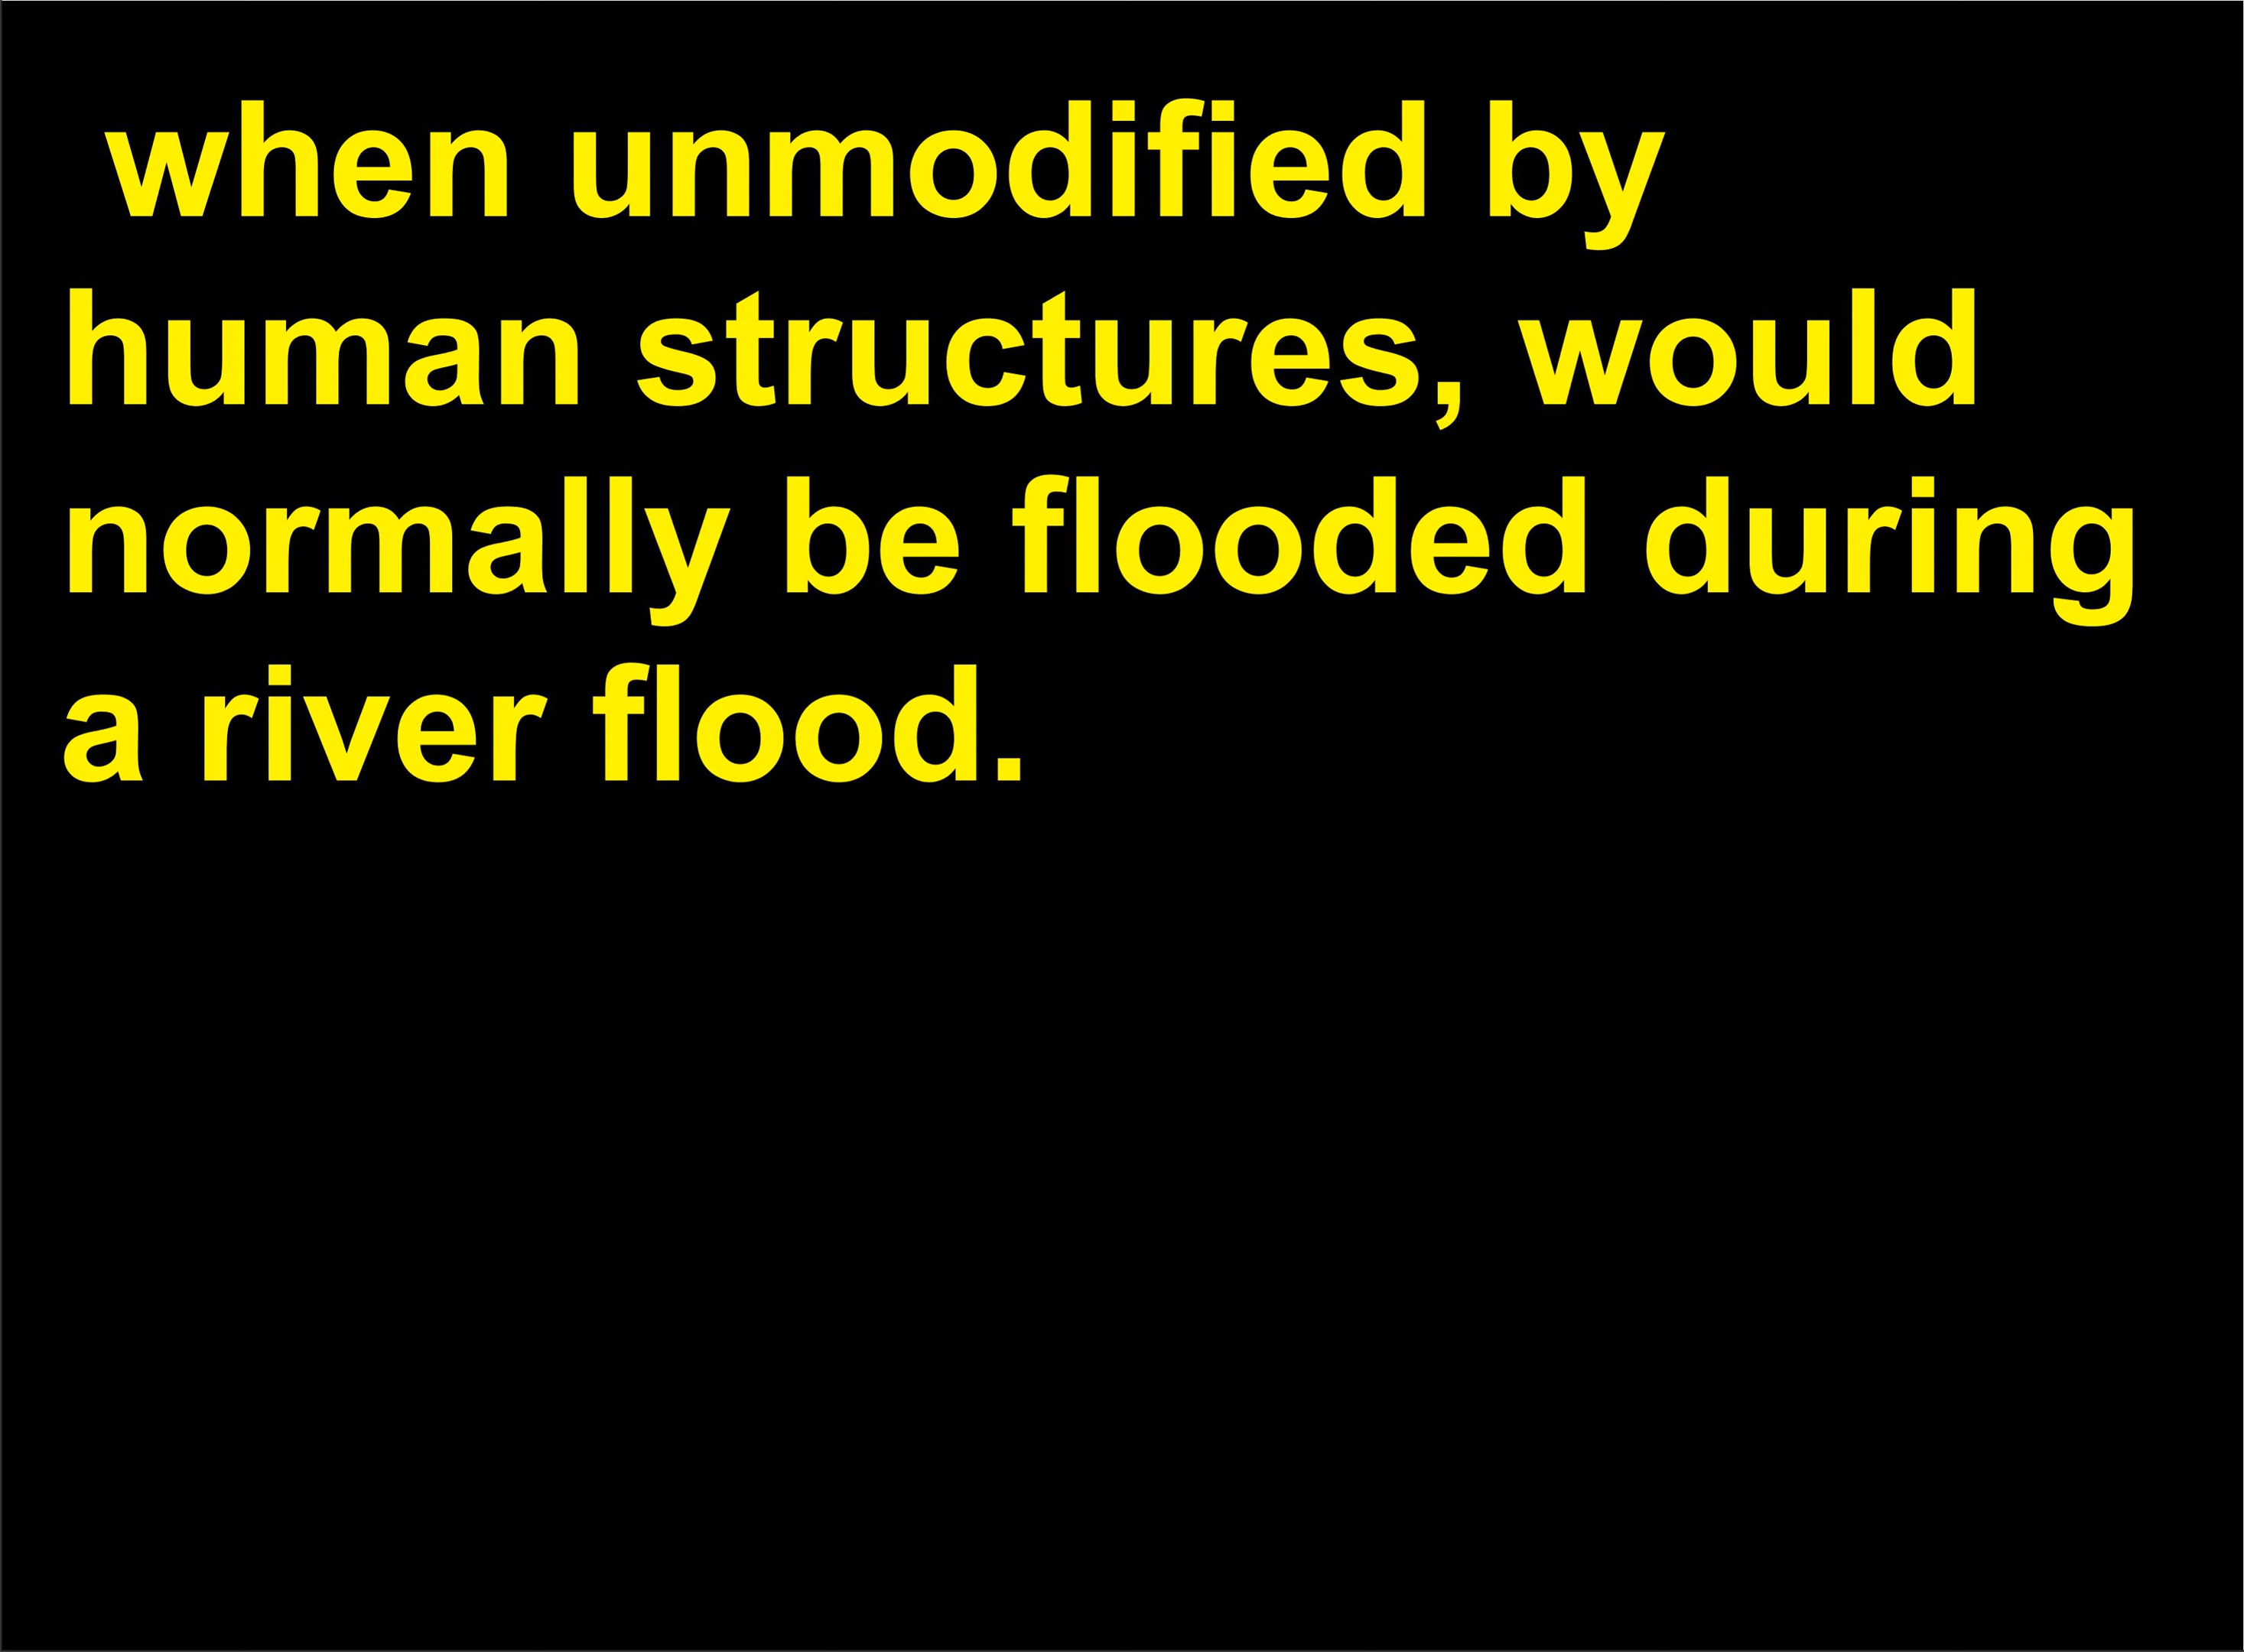 when unmodified by
human structures, would
normally be flooded during
a river flood.